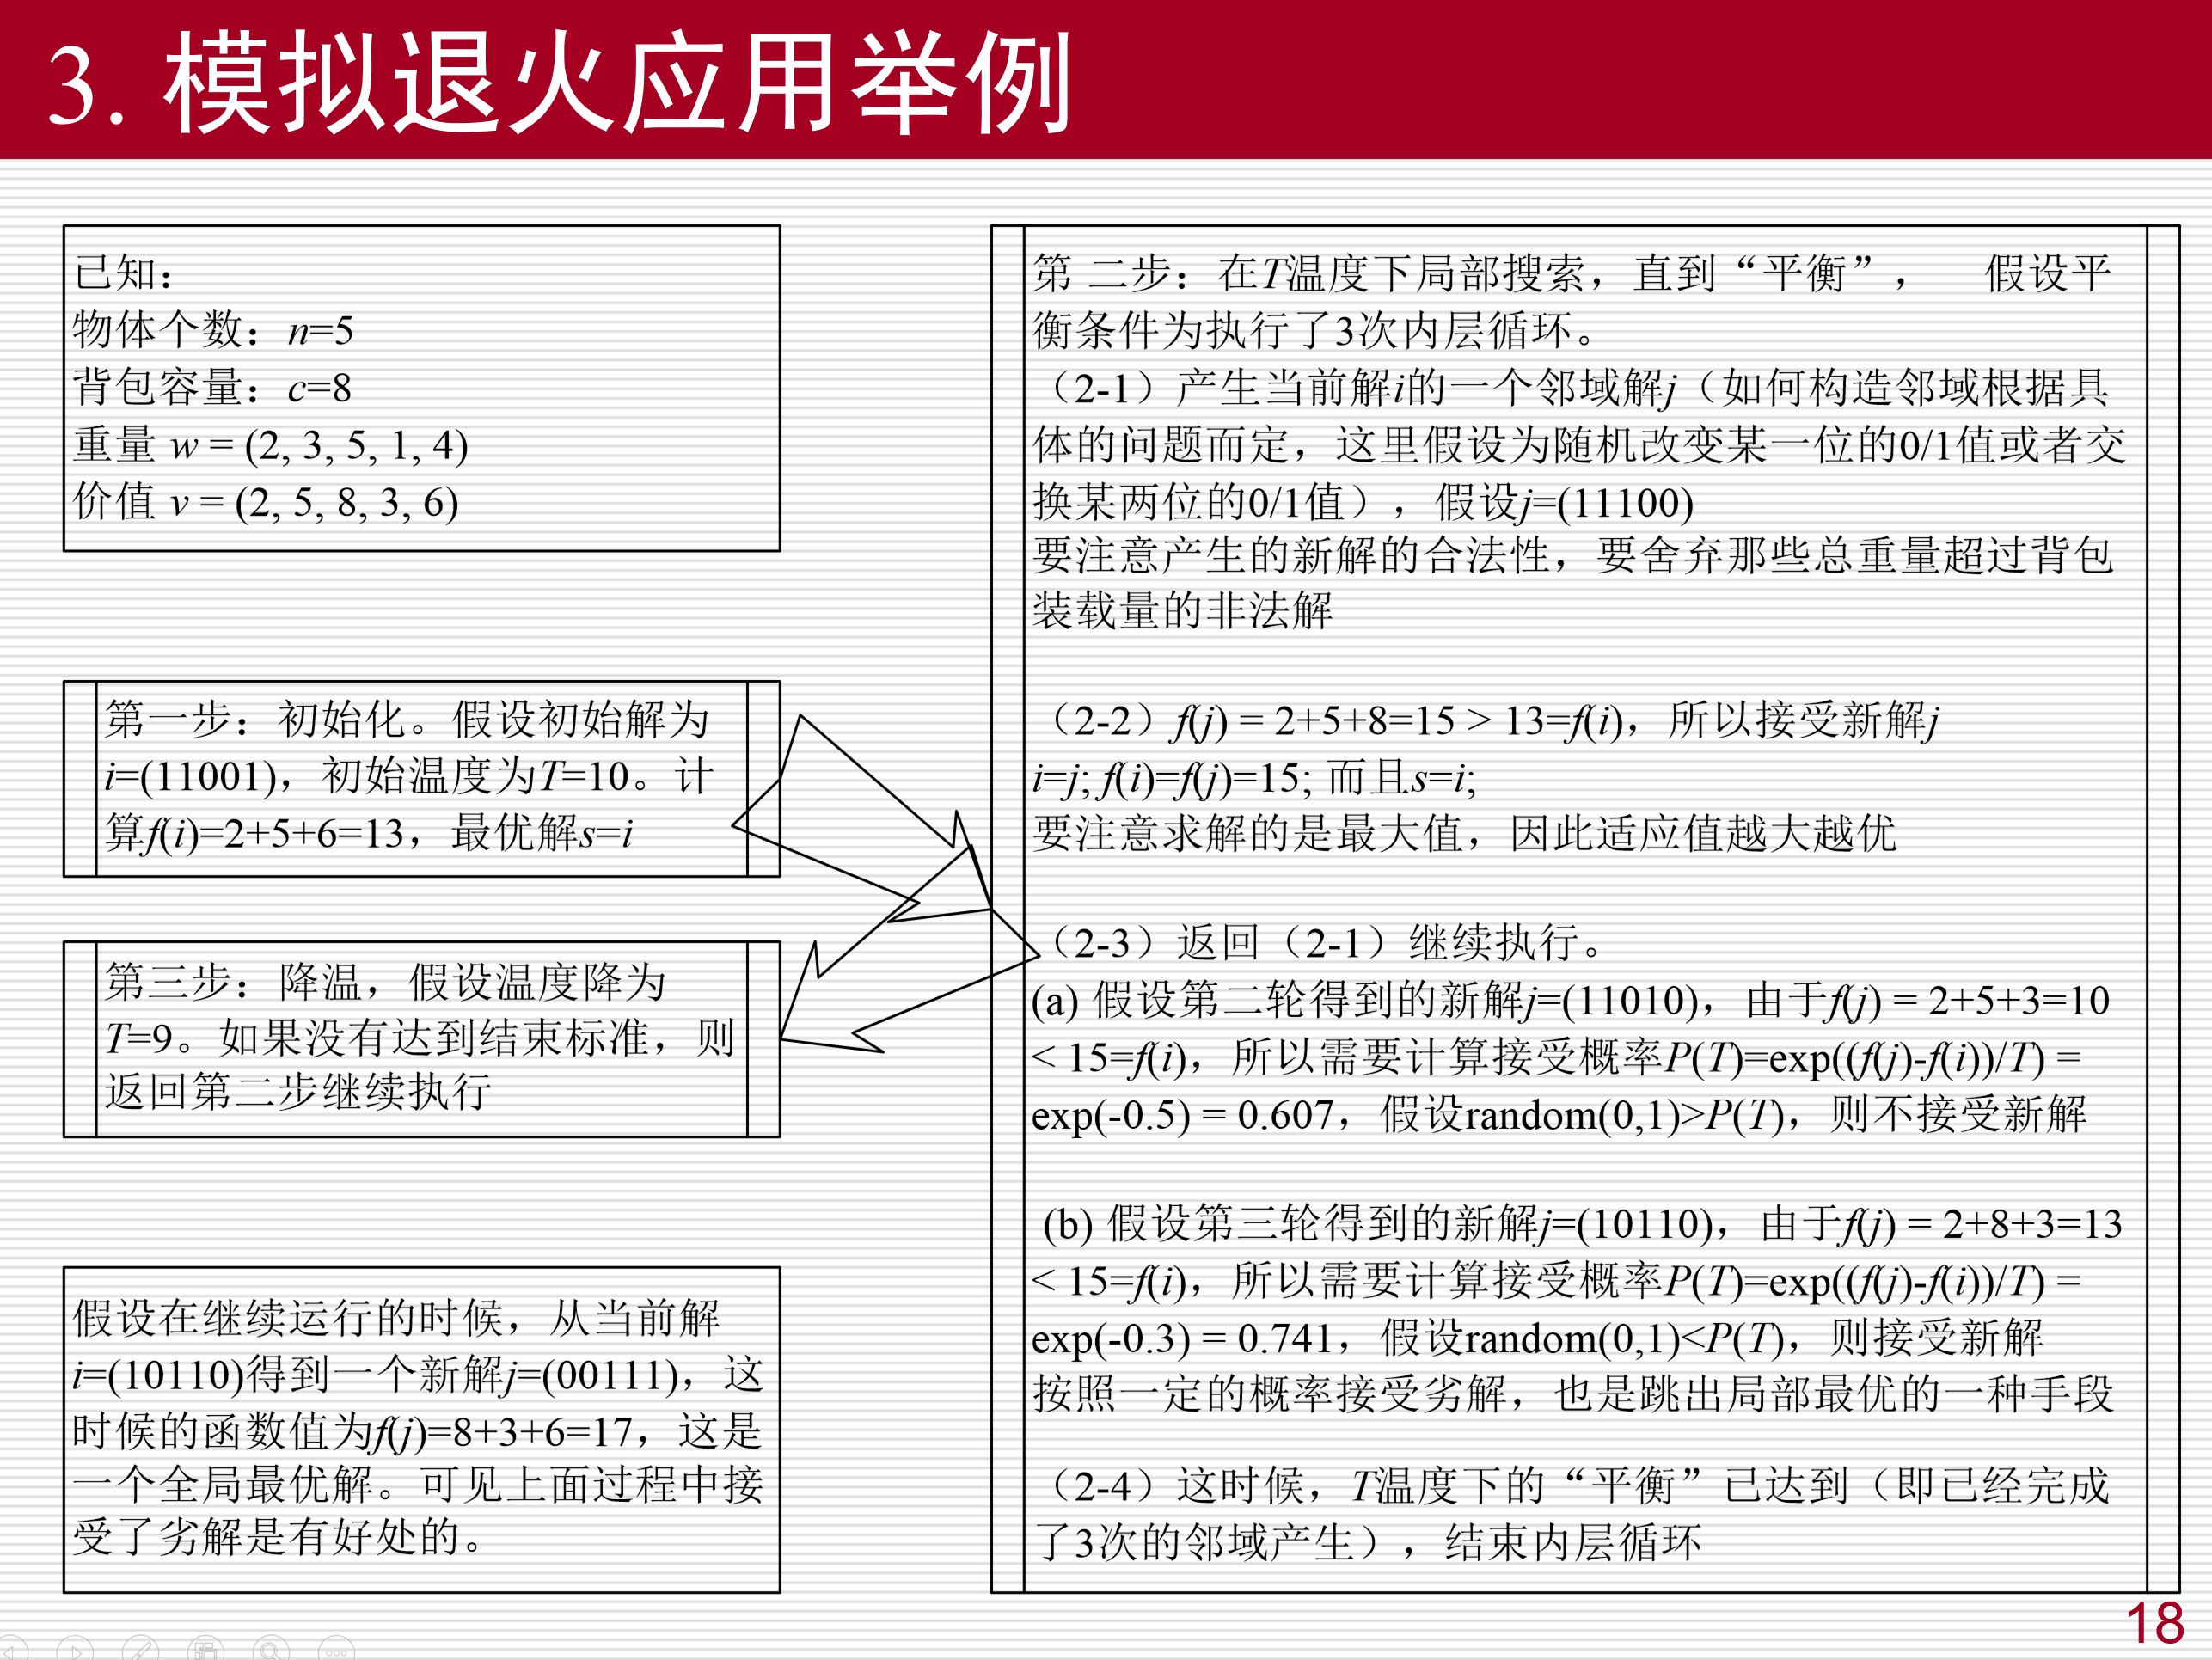 3. 模拟退火应用举例
已知：
物体个数：n=5
背包容量：c=8
重量 w = (2, 3, 5, 1, 4)
价值 v = (2, 5, 8, 3, 6)
第一步：初始化。假设初始解为
i=(11001)，初始温度为T=10。计
算f(i)=2+5+6=13，最优解s=i
第三步：降温，假设温度降为
T=9。如果没有达到结束标准，则
返回第二步继续执行
假设在继续运行的时候，从当前解
i=(10110)得到一个新解j=(00111)，这
时候的函数值为f(j)=8+3+6=17，这是
一个全局最优解。可见上面过程中接
受了劣解是有好处的。
第 二步：在T温度下局部搜索，直到“平衡”， 假设平
衡条件为执行了3次内层循环。
（2-1）产生当前解i的一个邻域解j（如何构造邻域根据具
体的问题而定，这里假设为随机改变某一位的0/1值或者交
换某两位的0/1值），假设j=(11100)
要注意产生的新解的合法性，要舍弃那些总重量超过背包
装载量的非法解
（2-2）f(j) = 2+5+8=15 > 13=f(i)，所以接受新解j
i=j; f(i)=f(j)=15; 而且s=i;
要注意求解的是最大值，因此适应值越大越优
（2-3）返回（2-1）继续执行。
(a) 假设第二轮得到的新解j=(11010)，由于f(j) = 2+5+3=10
< 15=f(i)，所以需要计算接受概率P(T)=exp((f(j)-f(i))/T) =
exp(-0.5) = 0.607，假设random(0,1)>P(T)，则不接受新解
(b) 假设第三轮得到的新解j=(10110)，由于f(j) = 2+8+3=13
< 15=f(i)，所以需要计算接受概率P(T)=exp((f(j)-f(i))/T) =
exp(-0.3) = 0.741，假设random(0,1)<P(T)，则接受新解
按照一定的概率接受劣解，也是跳出局部最优的一种手段
（2-4）这时候，T温度下的“平衡”已达到（即已经完成
了3次的邻域产生），结束内层循环
18